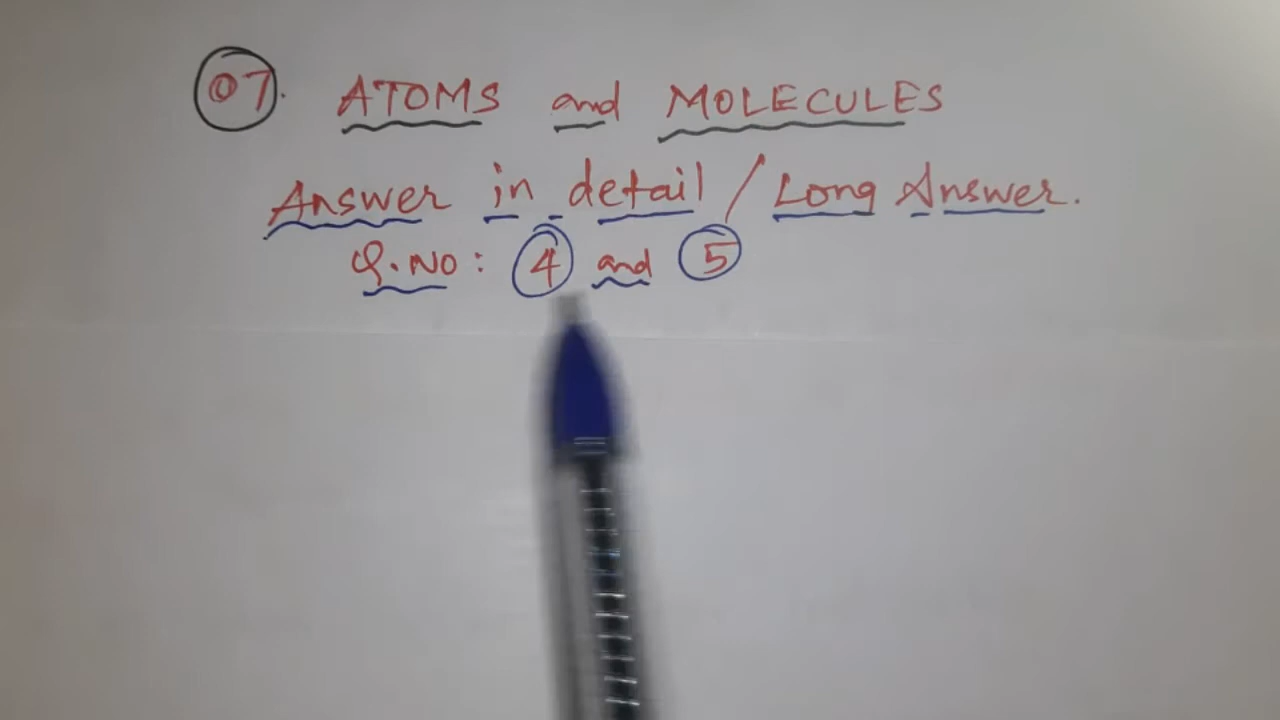 07. ATOMS and MOLECULES
Answer in detail / Long Answer.
Q.NO: 4 and 5